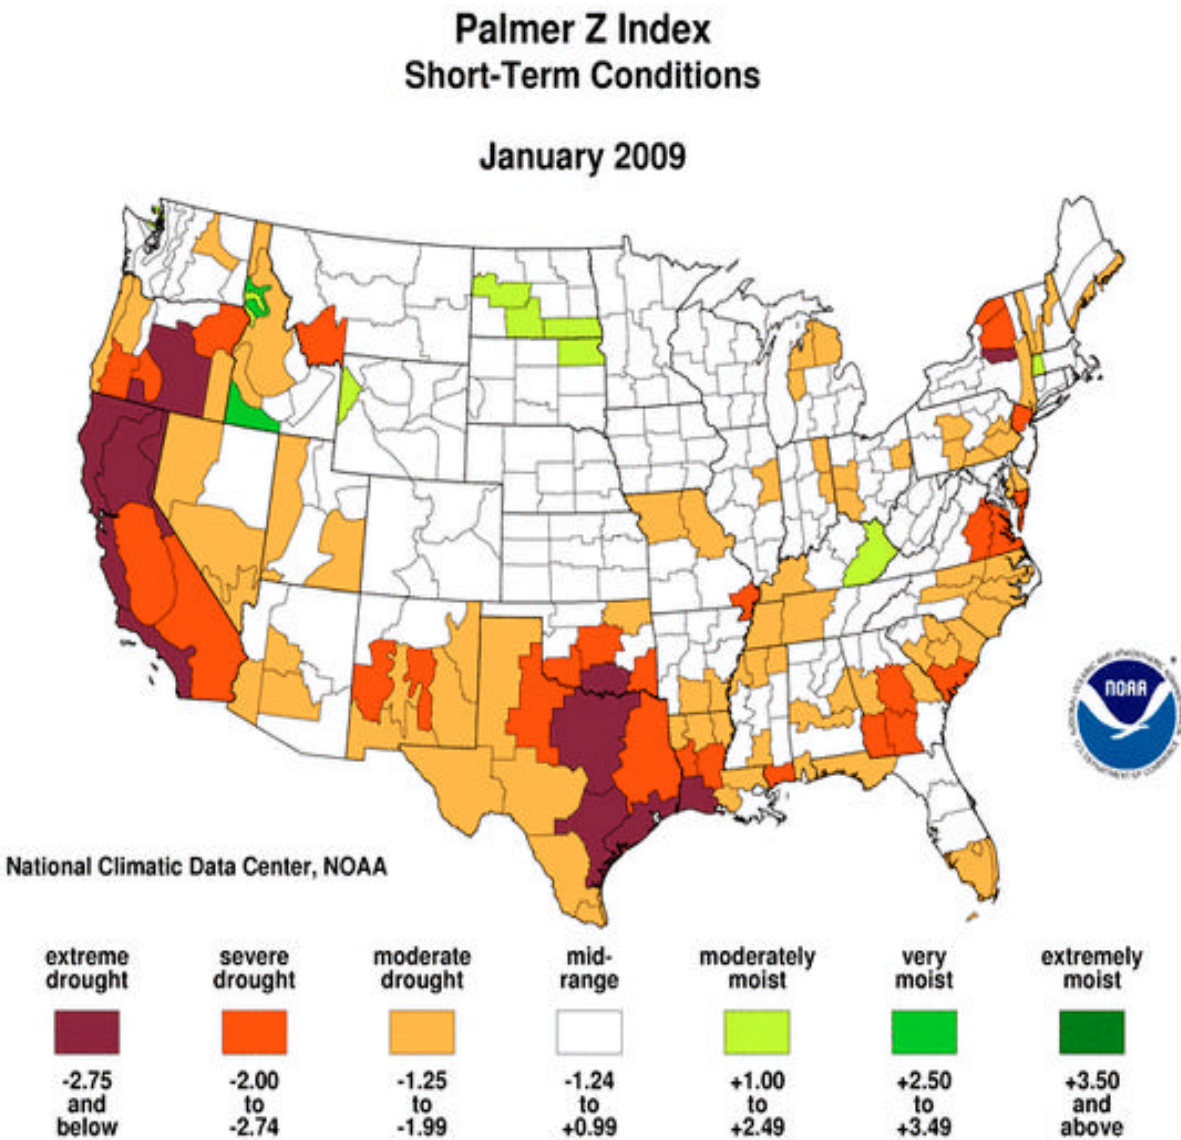 Palmer Z Index
Short-Term Conditions
January 2009
NOAA
National Climatic Data Center, NOAA
extreme drought
severe drought
moderate drought
mid-range
moderately moist
very moist
extremely moist
-2.75 and below
-2.00 to -2.74
-1.25 to -1.99
-1.24 to +0.99
+1.00 to +2.49
+2.50 to +3.49
+3.50 and above